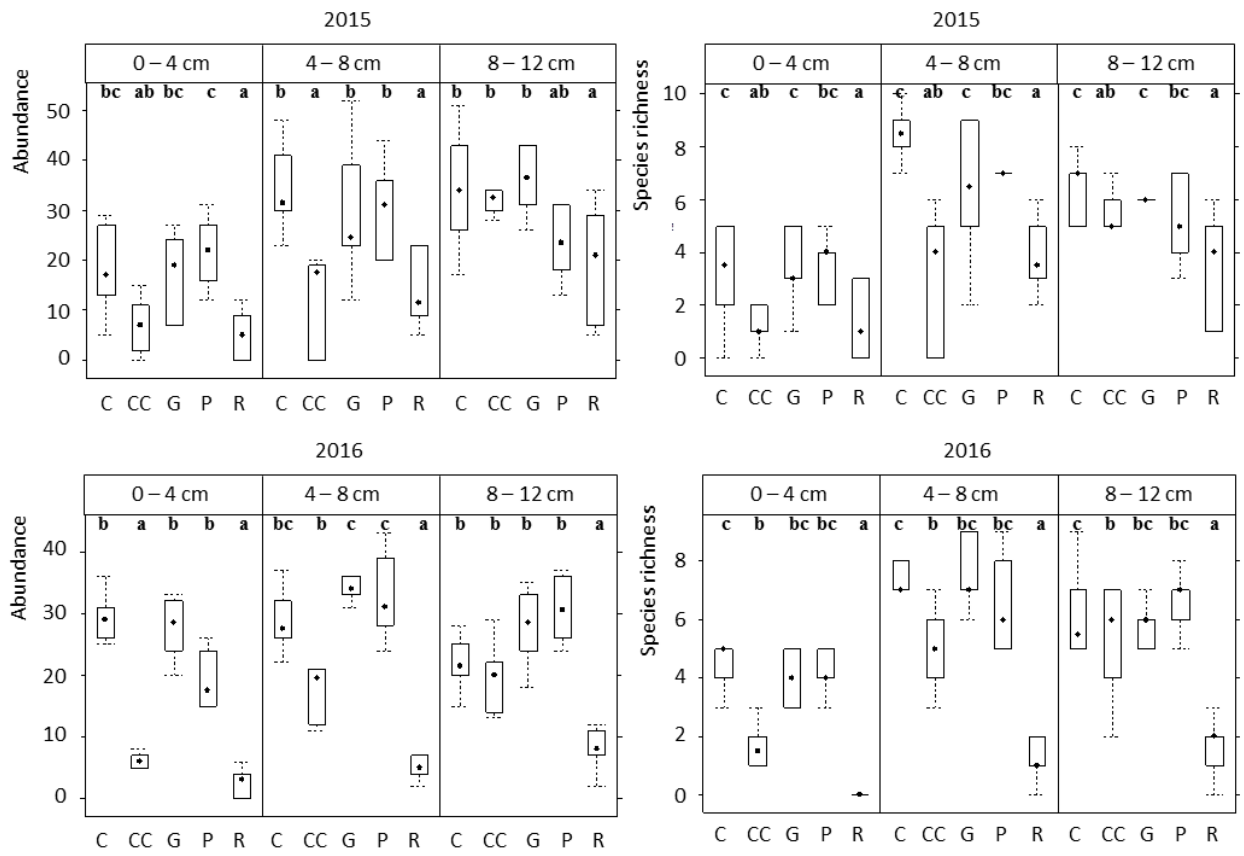 2015
0 – 4 cm 4 – 8 cm 8 – 12 cm
bc ab bc c a b a b b a b b b ab a
Abundance
50
40
30
20
10
0
C CC G P R C CC G P R C CC G P R
2015
0 – 4 cm 4 – 8 cm 8 – 12 cm
c ab c bc a c ab c bc a c ab c bc a
Species richness
10
8
6
4
2
0
C CC G P R C CC G P R C CC G P R
2016
0 – 4 cm 4 – 8 cm 8 – 12 cm
b a b b a bc b c c a b b b b a
Abundance
40
30
20
10
0
C CC G P R C CC G P R C CC G P R
2016
0 – 4 cm 4 – 8 cm 8 – 12 cm
c b bc bc a c b bc bc a c b bc bc a
Species richness
8
6
4
2
0
C CC G P R C CC G P R C CC G P R